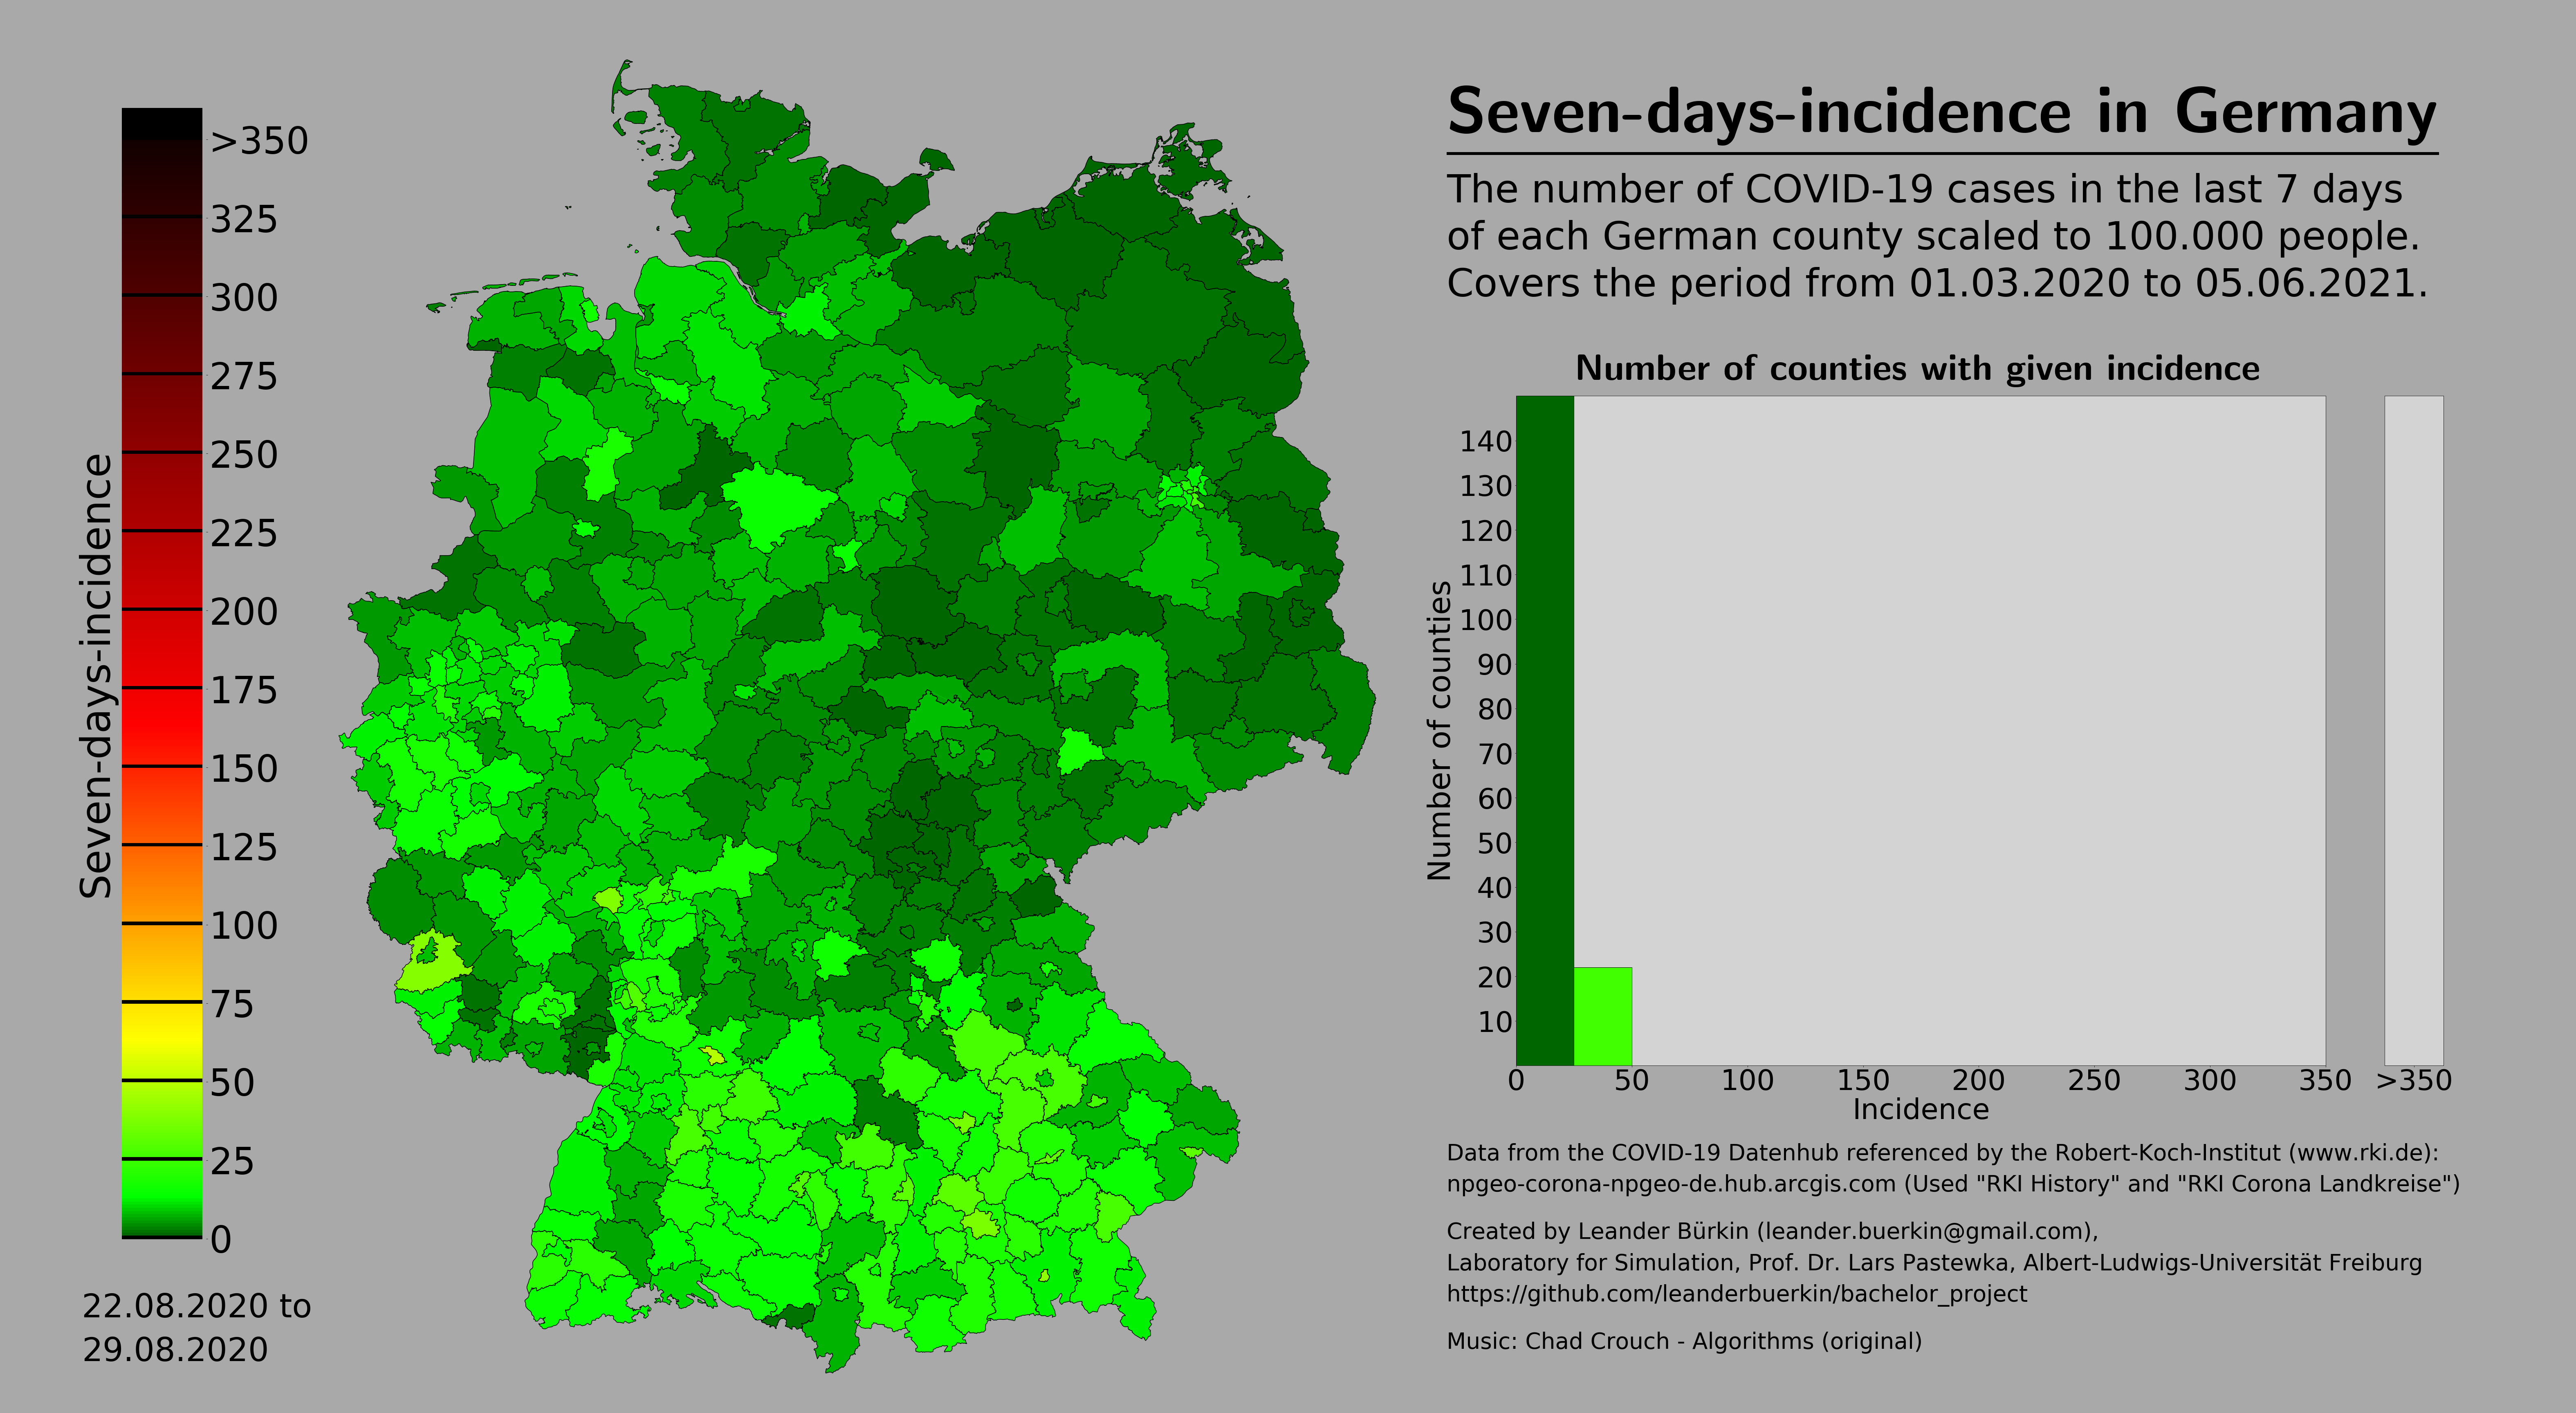 Seven-days-incidence in Germany
The number of COVID-19 cases in the last 7 days
of each German county scaled to 100.000 people.
Covers the period from 01.03.2020 to 05.06.2021.
Seven-days-incidence
>350
325
300
275
250
225
200
175
150
125
100
75
50
25
0
22.08.2020 to
29.08.2020
Number of counties with given incidence
Number of counties
140
130
120
110
100
90
80
70
60
50
40
30
20
10
0 50 100 150 200 250 300 350 >350
Incidence
Data from the COVID-19 Datenhub referenced by the Robert-Koch-Institut (www.rki.de):
npgeo-corona-npgeo-de.hub.arcgis.com (Used "RKI History" and "RKI Corona Landkreise")
Created by Leander Bürkin (leander.buerkin@gmail.com),
Laboratory for Simulation, Prof. Dr. Lars Pastewka, Albert-Ludwigs-Universität Freiburg
https://github.com/leanderbuerkin/bachelor_project
Music: Chad Crouch - Algorithms (original)